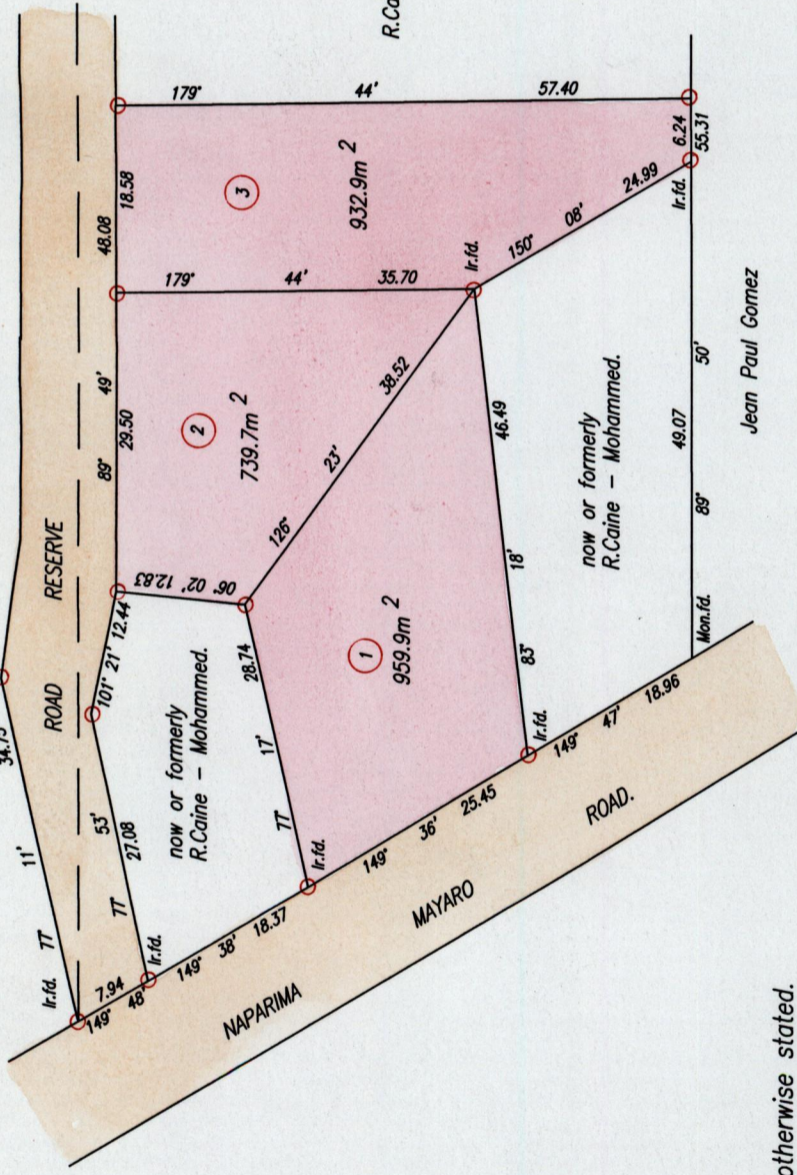 R.Ca
34.75
11'
77°
Ir.fd.
7.94
149° 48'
Ir.fd.
77°
53'
27.08
ROAD RESERVE
101° 21' 12.44
89° 49' 48.08
29.50
18.58
179° 44' 57.40
3
932.9m 2
179° 44' 35.70
Ir.fd.
2
739.7m 2
06° 02' 12.83
now or formerly
R.Caine – Mohammed.
149° 38' 18.37
Ir.fd.
77° 17' 28.74
126° 23' 38.52
1
959.9m 2
83° 18' 46.49
150° 08' 24.99
Ir.fd.
6.24
55.31
149° 36' 25.45
Ir.fd.
149° 47' 18.96
Mon.fd.
now or formerly
R.Caine – Mohammed.
89° 50'
49.07
Jean Paul Gomez
NAPARIMA MAYARO ROAD.
otherwise stated.